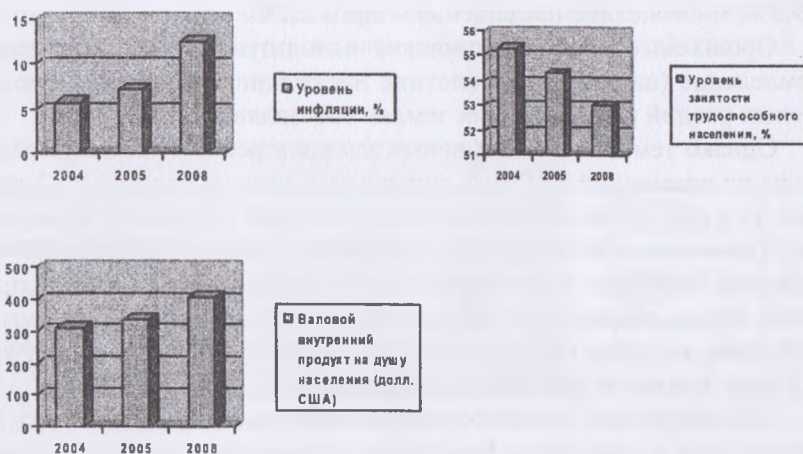 15
10
5
0
2004 2005 2008
Уровень
инфляции, %
56
55
54
53
52
51
2004 2005 2008
Уровень
занятости
трудоспособного
населения, %
500
400
300
200
100
0
2004 2005 2008
Валовой
внутренний
продукт на душу
населения (долл.
США)